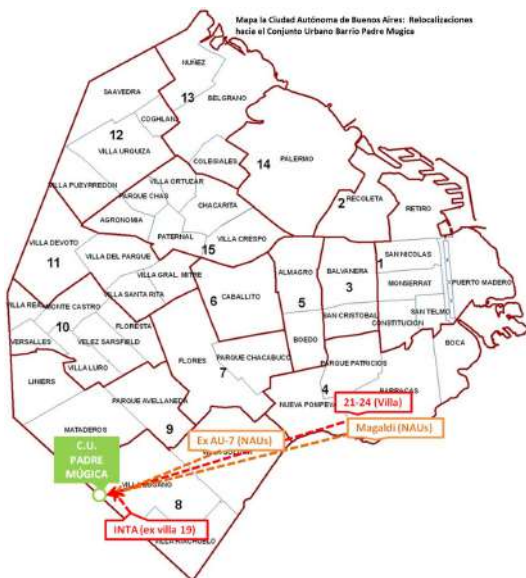 Mapa la Ciudad Autónoma de Buenos Aires: Relocalizaciones
hacia el Conjunto Urbano Barrio Padre Mugica
NUÑEZ
SAAVEDRA
13
COGHLAN
BELGRANO
12
VILLA URQUIZA
COLEGIALES
14
PALERMO
VILLA PUEYRREDON
VILLA ORTUZAR
PARQUE CHAS
CHACARITA
2
RECOLETA
RETIRO
AGRONOMIA
PATERNAL
15
VILLA CRESPO
VILLA DEVOTO
11
VILLA DEL PARQUE
VILLA GRAL. MITRE
VILLA SANTA RITA
ALMAGRO
BALVANERA
1
SAN NICOLAS
MONSERRAT
PUERTO MADERO
6
CABALLITO
5
3
SAN CRISTOBAL
CONSTITUCION
SAN TELMO
VILLA REAL
MONTE CASTRO
10
VERSALLES
VELEZ SARSFIELD
FLORESTA
VILLA LURO
LINIERS
FLORES
PARQUE CHACABUCO
7
BOEDO
PARQUE PATRICIOS
BOCA
4
NUEVA POMPEYA
BARRACAS
PARQUE AVELLANEDA
9
MATADEROS
21-24 (Villa)
Magaldi (NAUs)
Ex AU-7 (NAUs)
C.U.
PADRE
MÚGICA
VILLA LUGANO
8
INTA (ex villa 19)
VILLA RIACHUELO